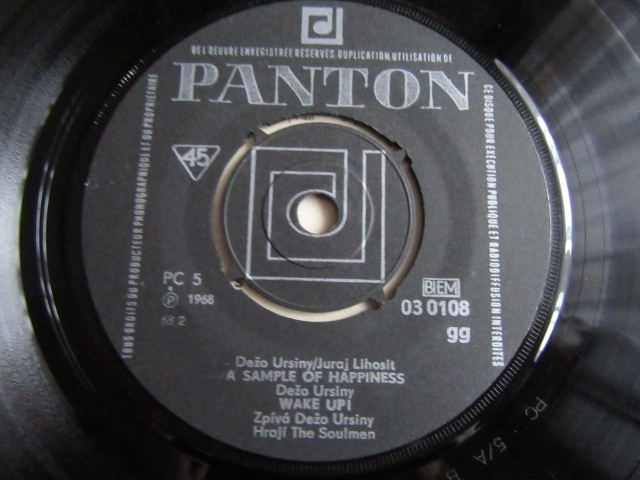 DE L'OEUVRE ENREGISTREE RESERVES. DUPLICATION, UTILISATION DE
PANTON
TOUS DROITS DU PRODUCTEUR PHONOGRAPHIQUE ET DU PROPRIETAIRE
CE DISQUE POUR EXECUTION PUBLIQUE ET RADIODIFFUSION INTERDITES
45
PC 5
℗ 1968
68 2
BIEM
03 0108
gg
Dežo Ursiny/Juraj Lihosit
A SAMPLE OF HAPPINESS
Dežo Ursiny
WAKE UP!
Zpívá Dežo Ursiny
Hrají The Soulmen
PC 5/A